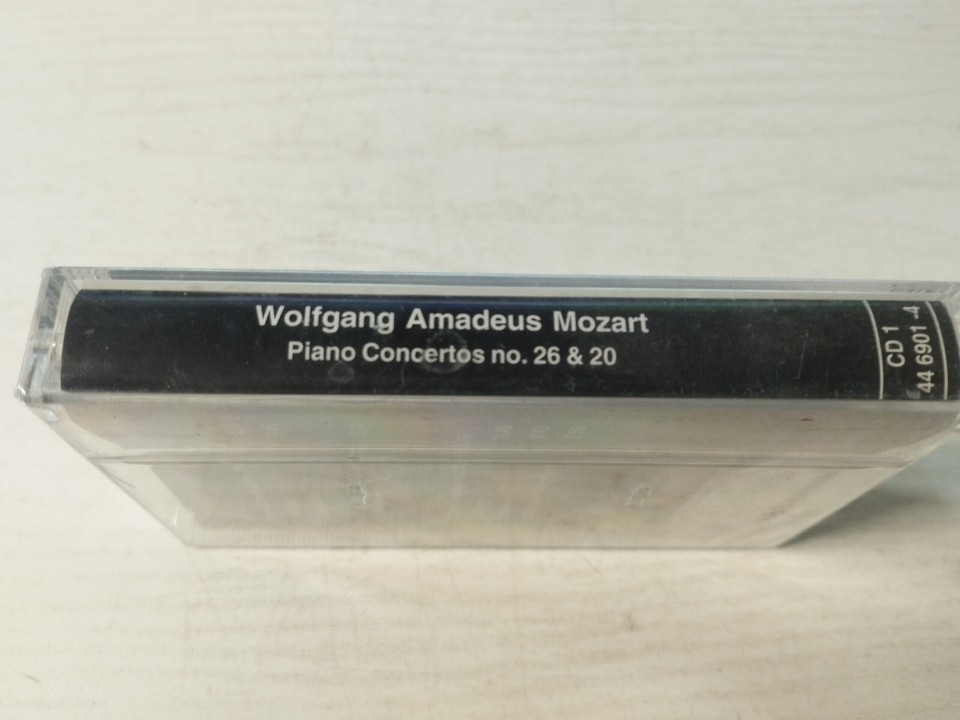 Wolfgang Amadeus Mozart
Piano Concertos no. 26 & 20
CD 1
44 6901 -4